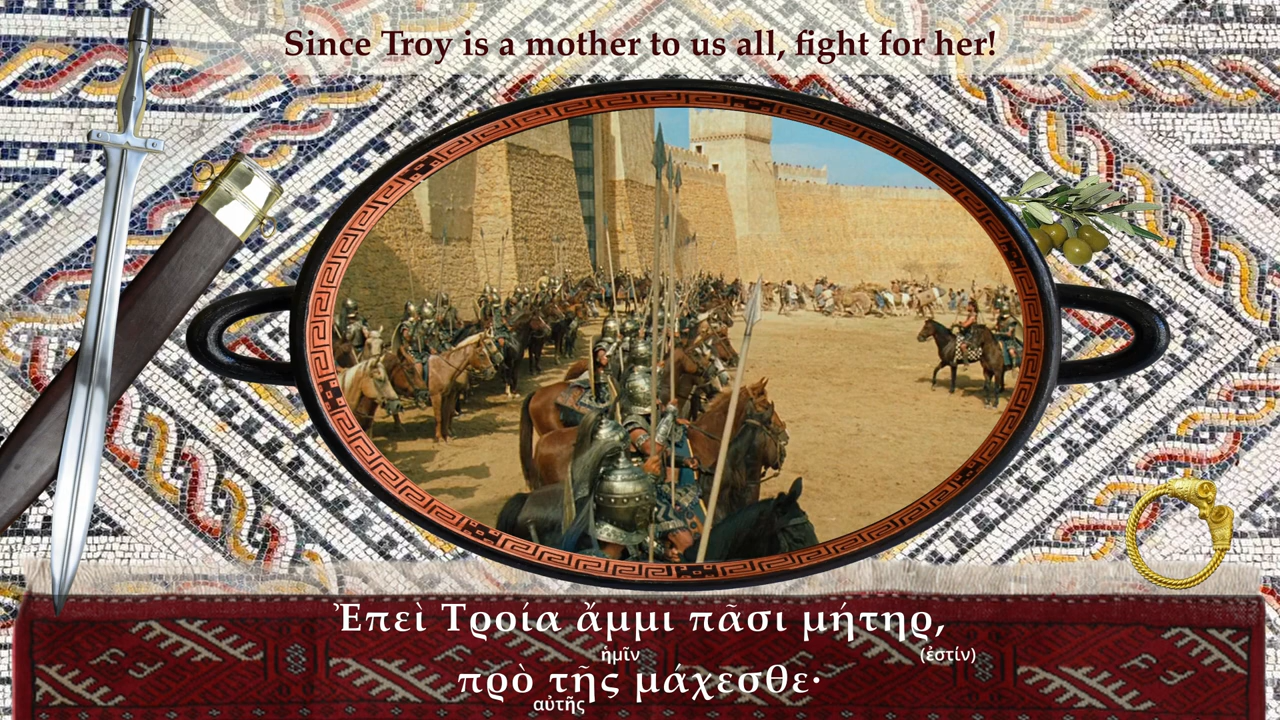 Since Troy is a mother to us all, fight for her!
Ἐπεὶ Τροία ἄμμι πᾶσι μήτηρ,
ἡμῖν (ἐστίν)
πρὸ τῆς μάχεσθε·
αὐτῆς